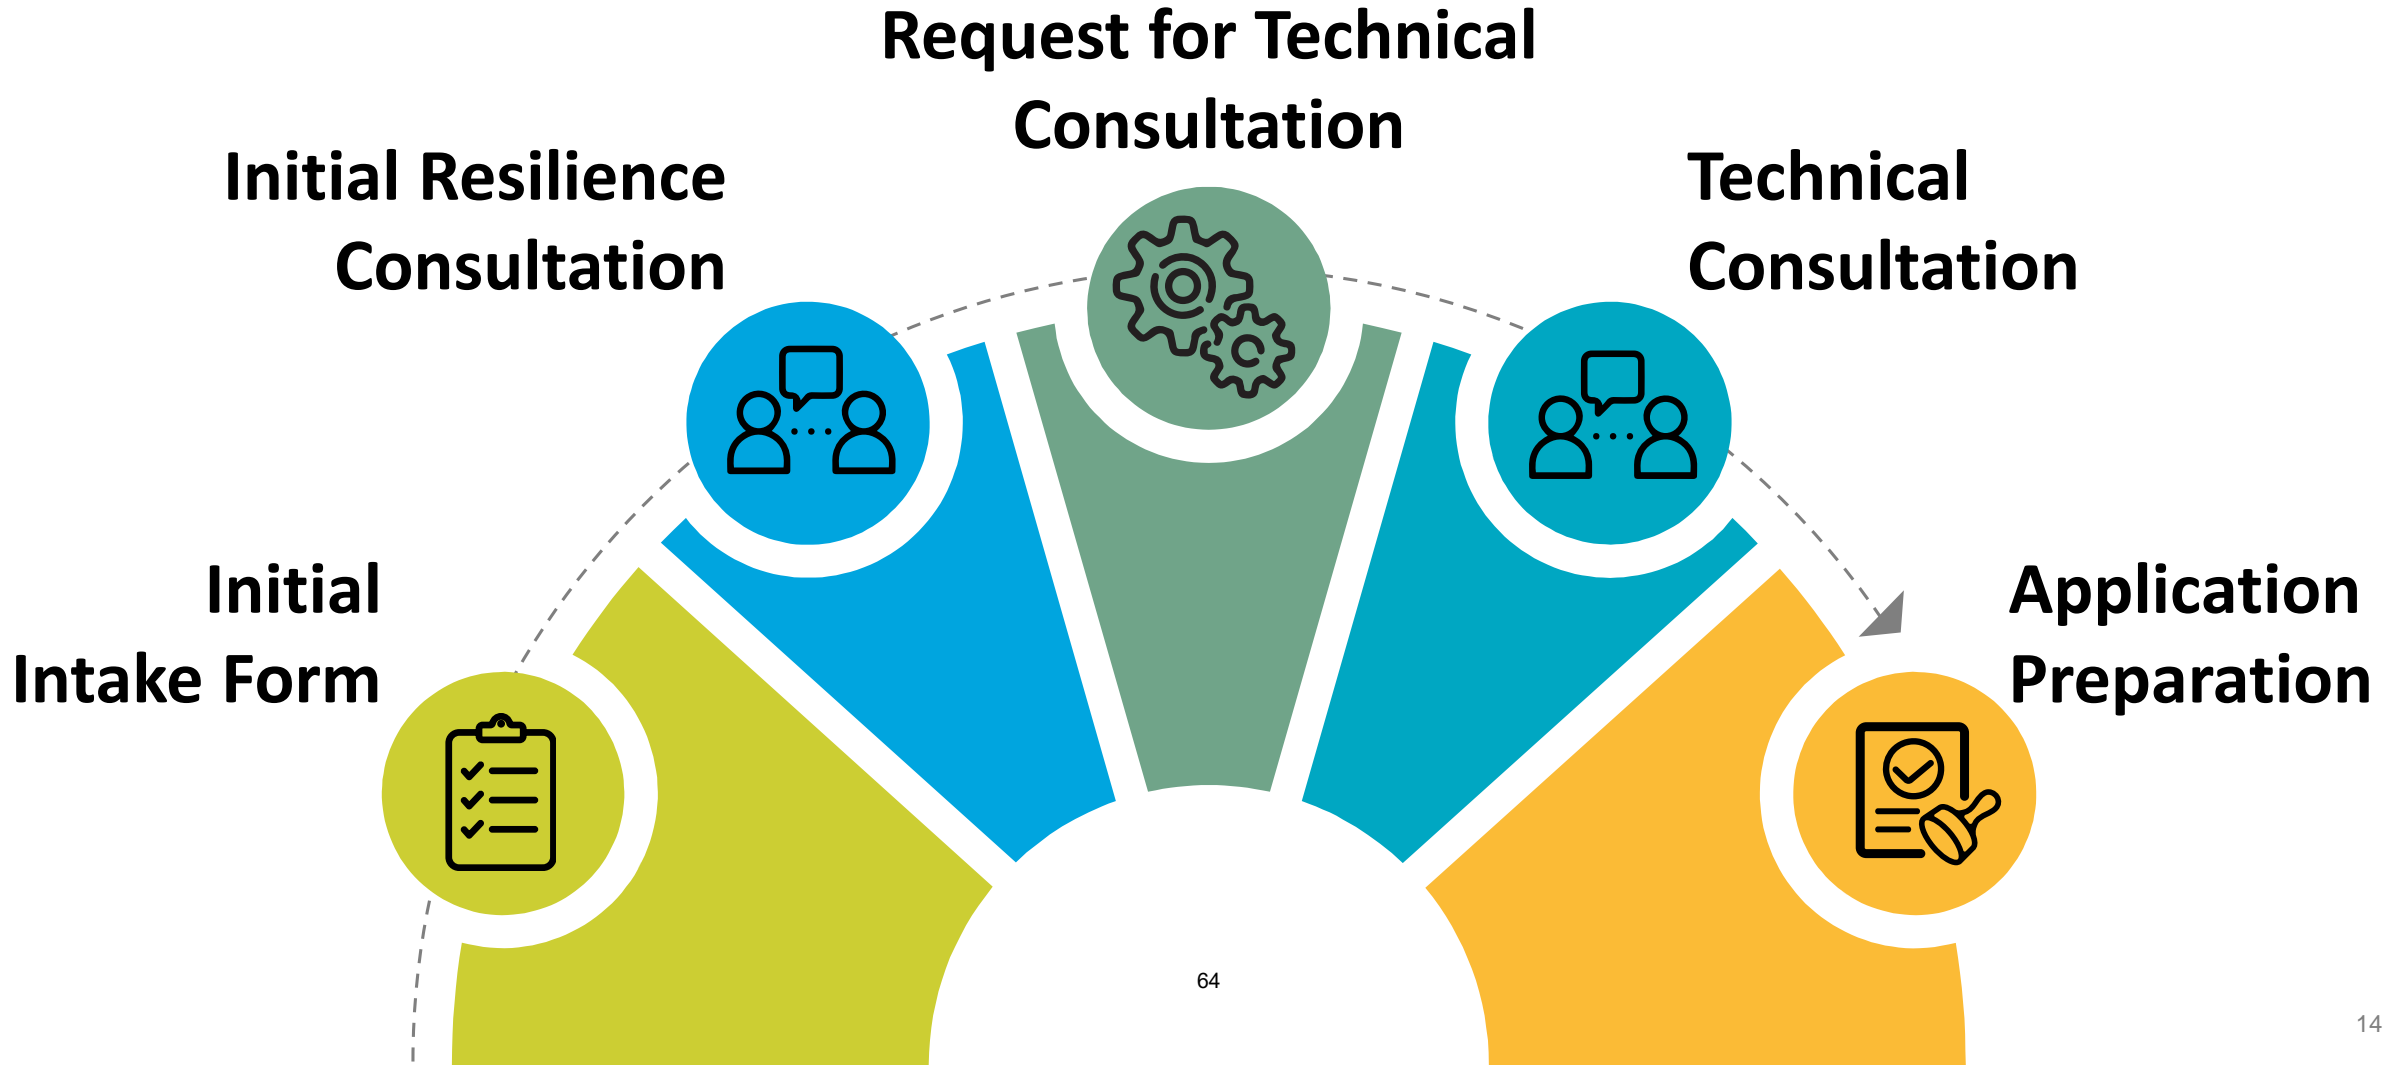 Initial
Intake Form
Initial Resilience
Consultation
Request for Technical
Consultation
Technical
Consultation
Application
Preparation
64
14